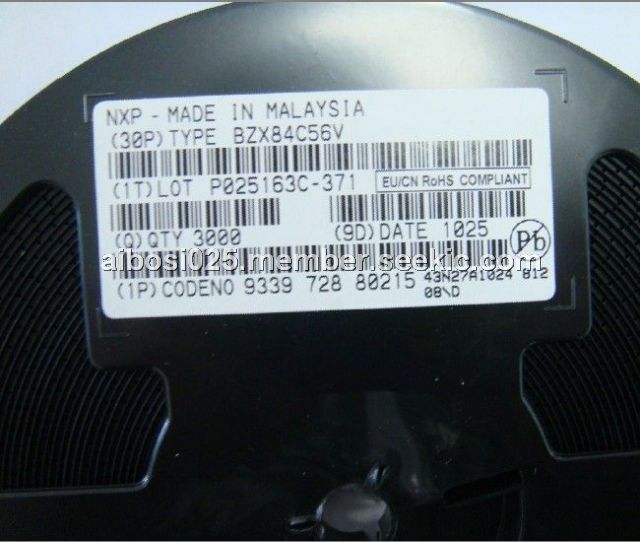 NXP - MADE IN MALAYSIA
(30P) TYPE BZX84C56V
(1T) LOT P025163C-371 EU/CN RoHS COMPLIANT
(Q) QTY 3000 (9D) DATE 1025 Pb
aibosi025.member.seekic.com
(1P) CODENO 9339 728 80215 43N27A1024 812
08\D